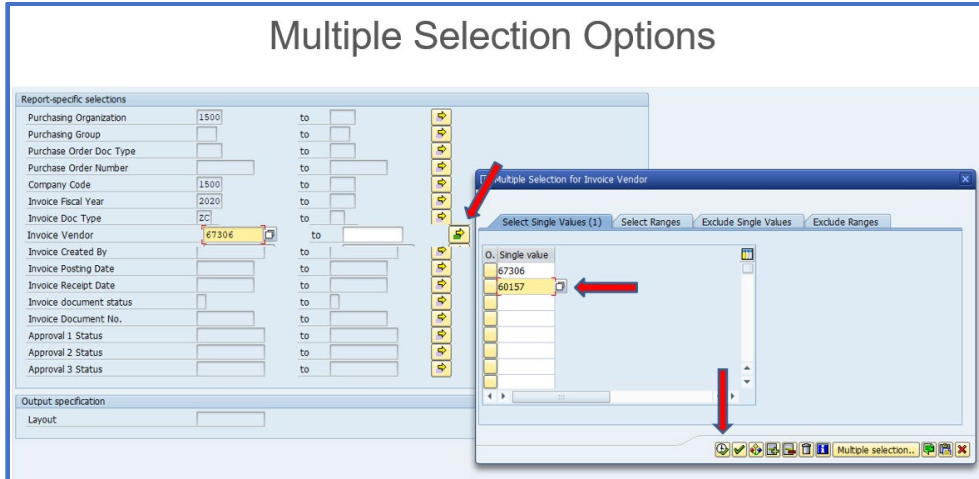 Multiple Selection Options
Report-specific selections
Purchasing Organization 1500 to
Purchasing Group to
Purchase Order Doc Type to
Purchase Order Number to
Company Code 1500 to
Invoice Fiscal Year 2020 to
Invoice Doc Type ZC to
Invoice Vendor 67306 to
Invoice Created By to
Invoice Posting Date to
Invoice Receipt Date to
Invoice document status to
Invoice Document No. to
Approval 1 Status to
Approval 2 Status to
Approval 3 Status to
Output specification
Layout
Multiple Selection for Invoice Vendor
Select Single Values (1) Select Ranges Exclude Single Values Exclude Ranges
O. Single value
67306
60157
Multiple selection..